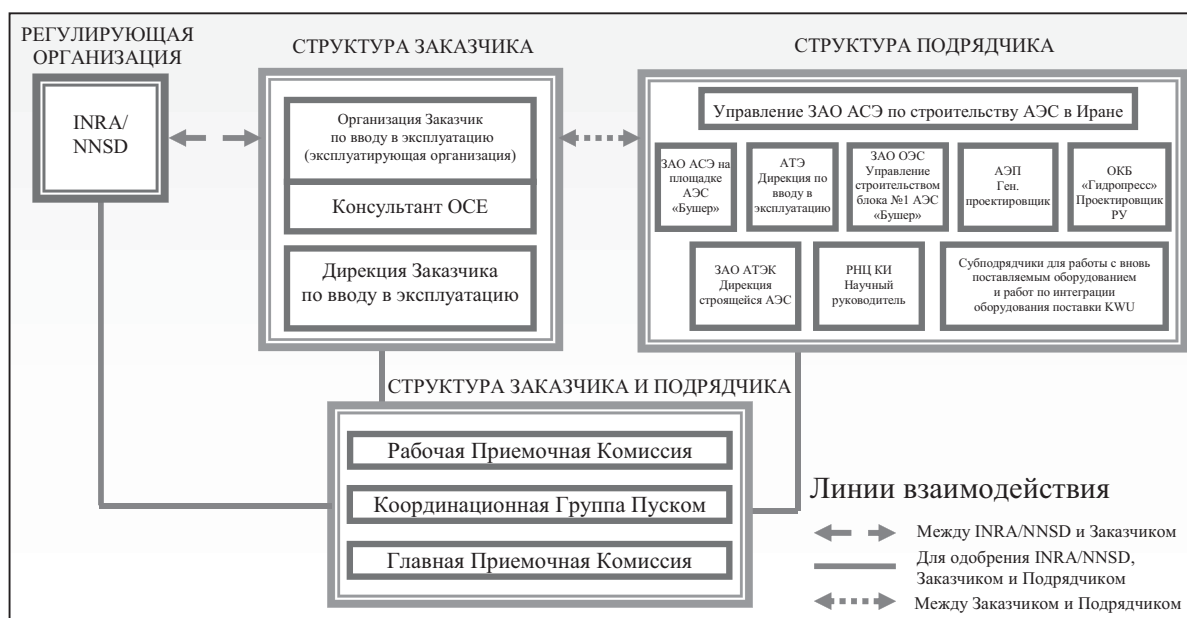 РЕГУЛИРУЮЩАЯ
ОРГАНИЗАЦИЯ
INRA/
NNSD
СТРУКТУРА ЗАКАЗЧИКА
Организация Заказчик
по вводу в эксплуатацию
(эксплуатирующая организация)
Консультант ОСЕ
Дирекция Заказчика
по вводу в эксплуатацию
СТРУКТУРА ПОДРЯДЧИКА
Управление ЗАО АСЭ по строительству АЭС в Иране
ЗАО АСЭ на
площадке
АЭС
«Бушер»
АТЭ
Дирекция по
вводу в
эксплуатацию
ЗАО ОЭС
Управление
строительством
блока №1 АЭС
«Бушер»
АЭП
Ген.
проектировщик
ОКБ
«Гидропресс»
Проектировщик
РУ
ЗАО АТЭК
Дирекция
строящейся АЭС
РНЦ КИ
Научный
руководитель
Субподрядчики для работы с вновь
поставляемым оборудованием
и работ по интеграции
оборудования поставки KWU
СТРУКТУРА ЗАКАЗЧИКА И ПОДРЯДЧИКА
Рабочая Приемочная Комиссия
Координационная Группа Пуском
Главная Приемочная Комиссия
Линии взаимодействия
Между INRA/NNSD и Заказчиком
Для одобрения INRA/NNSD,
Заказчиком и Подрядчиком
Между Заказчиком и Подрядчиком